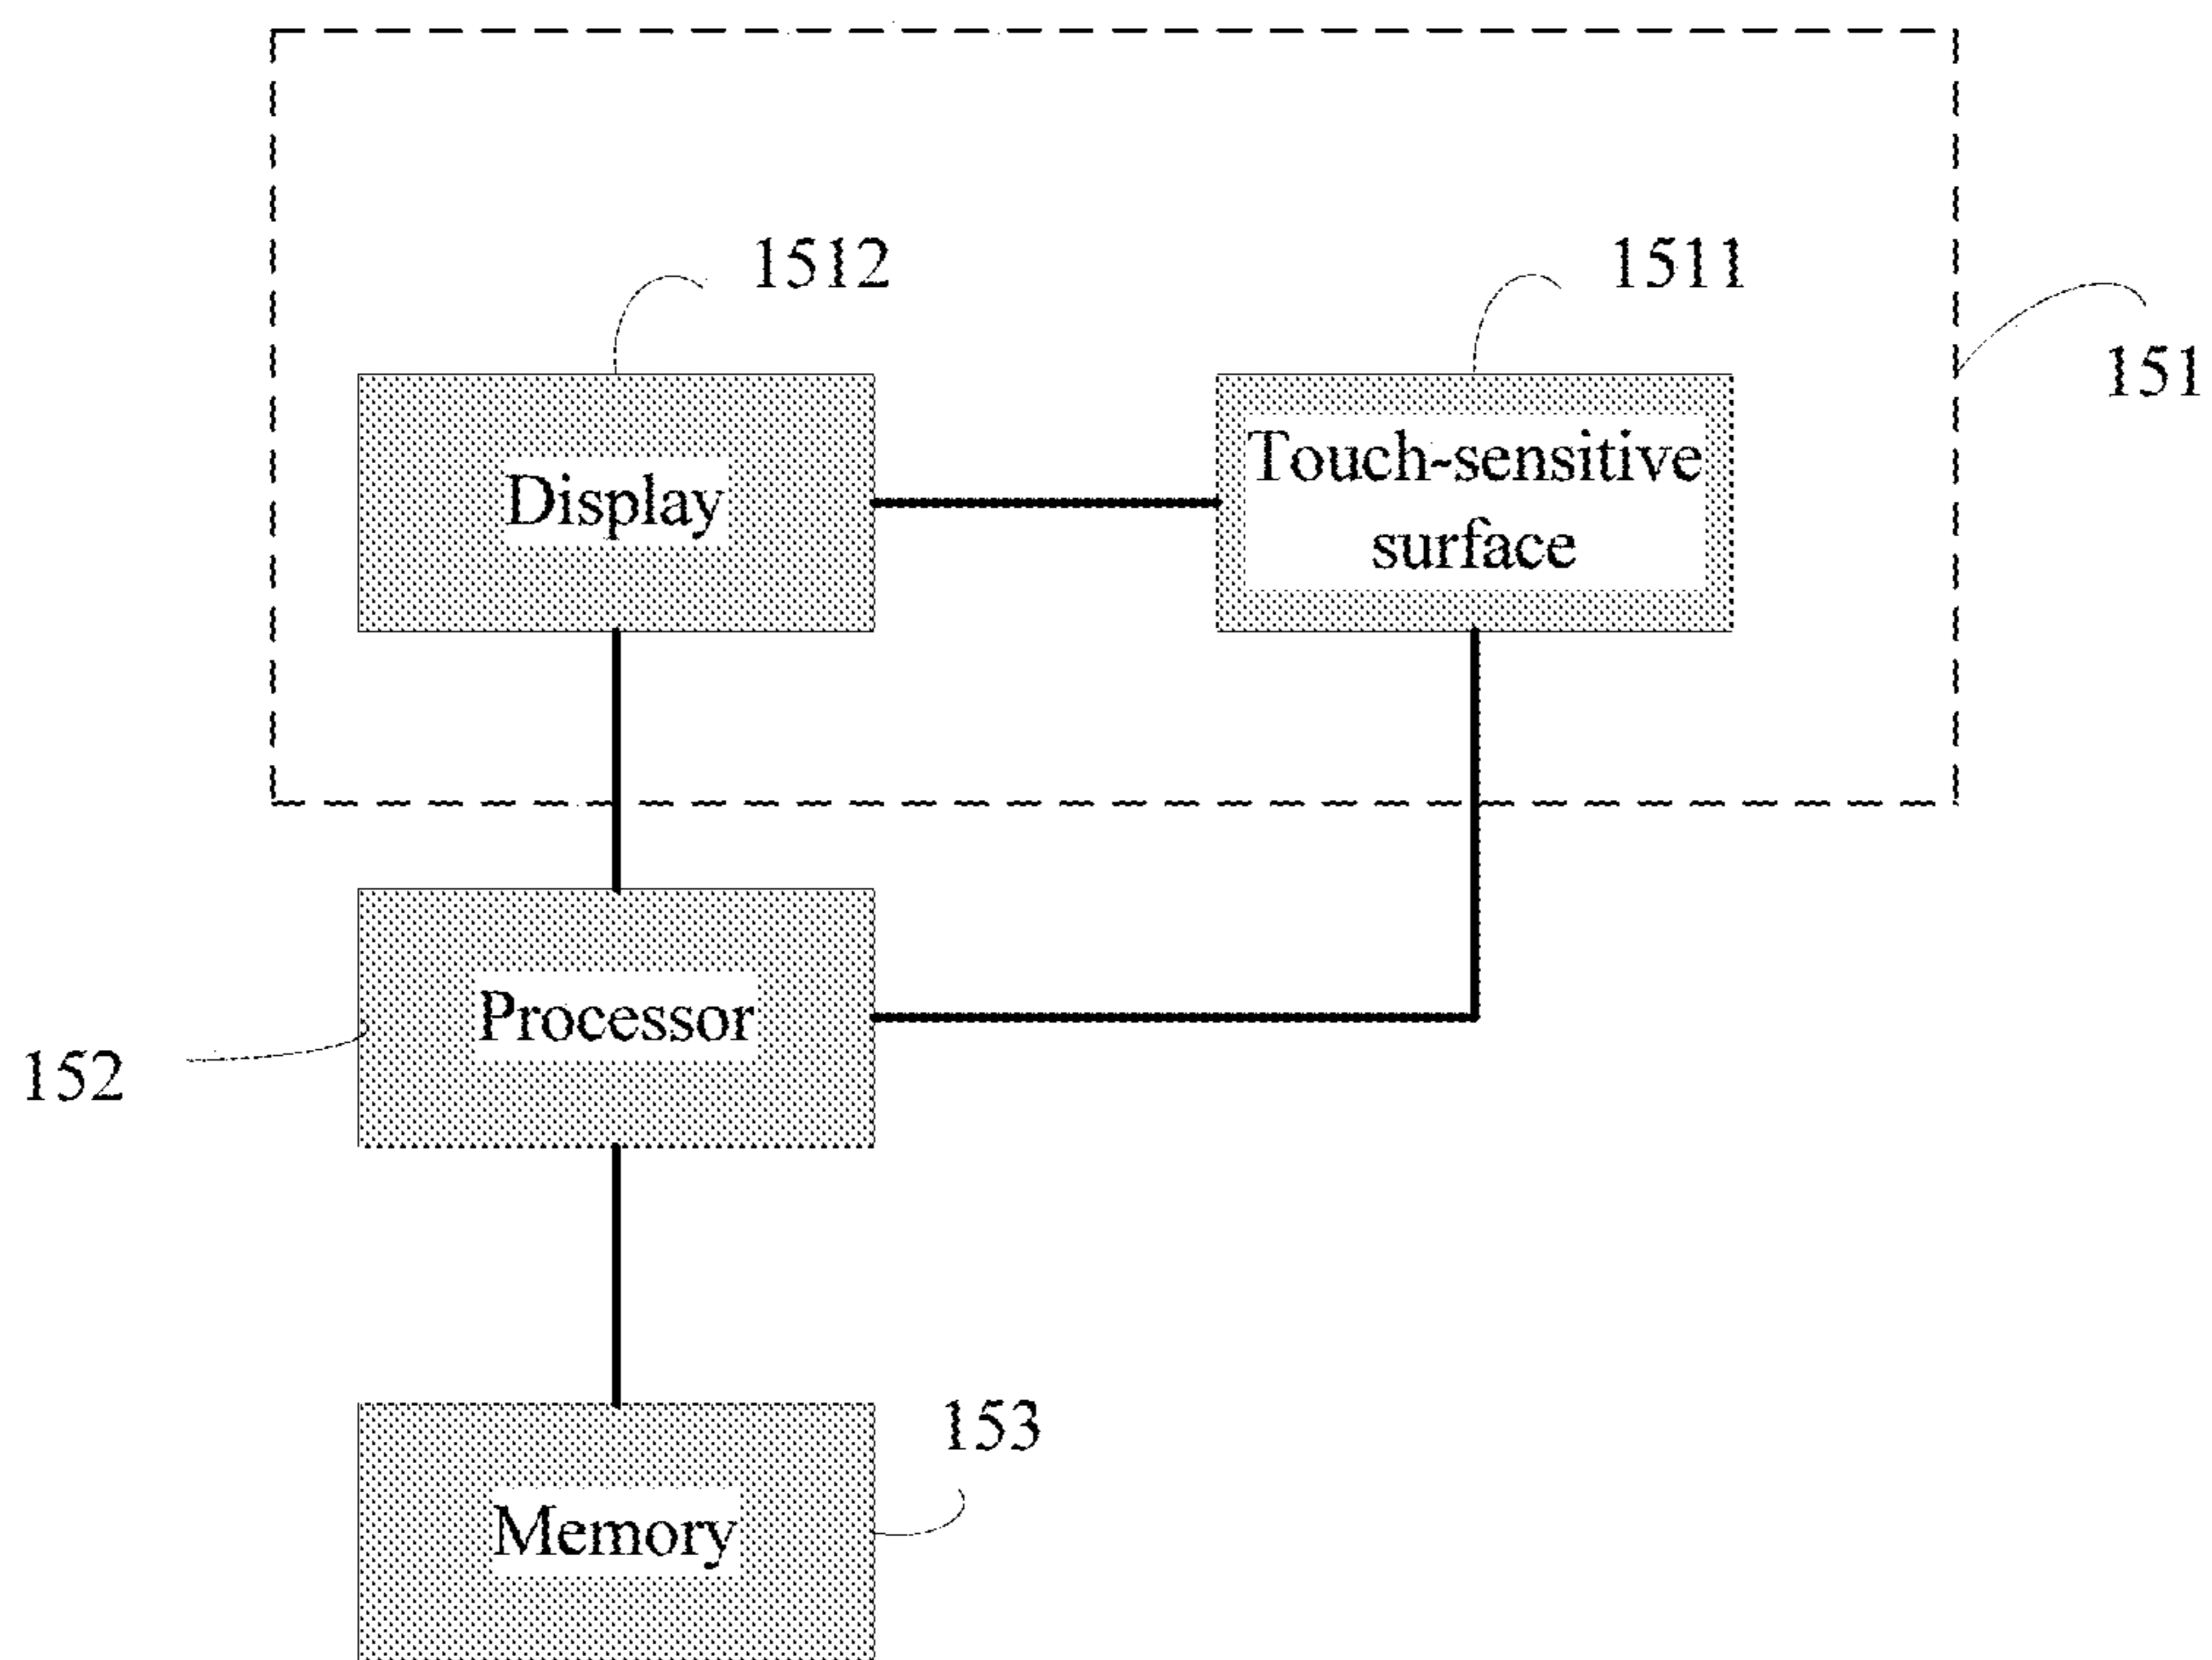 1512
1511
151
Display
Touch-sensitive
surface
Processor
152
153
Memory